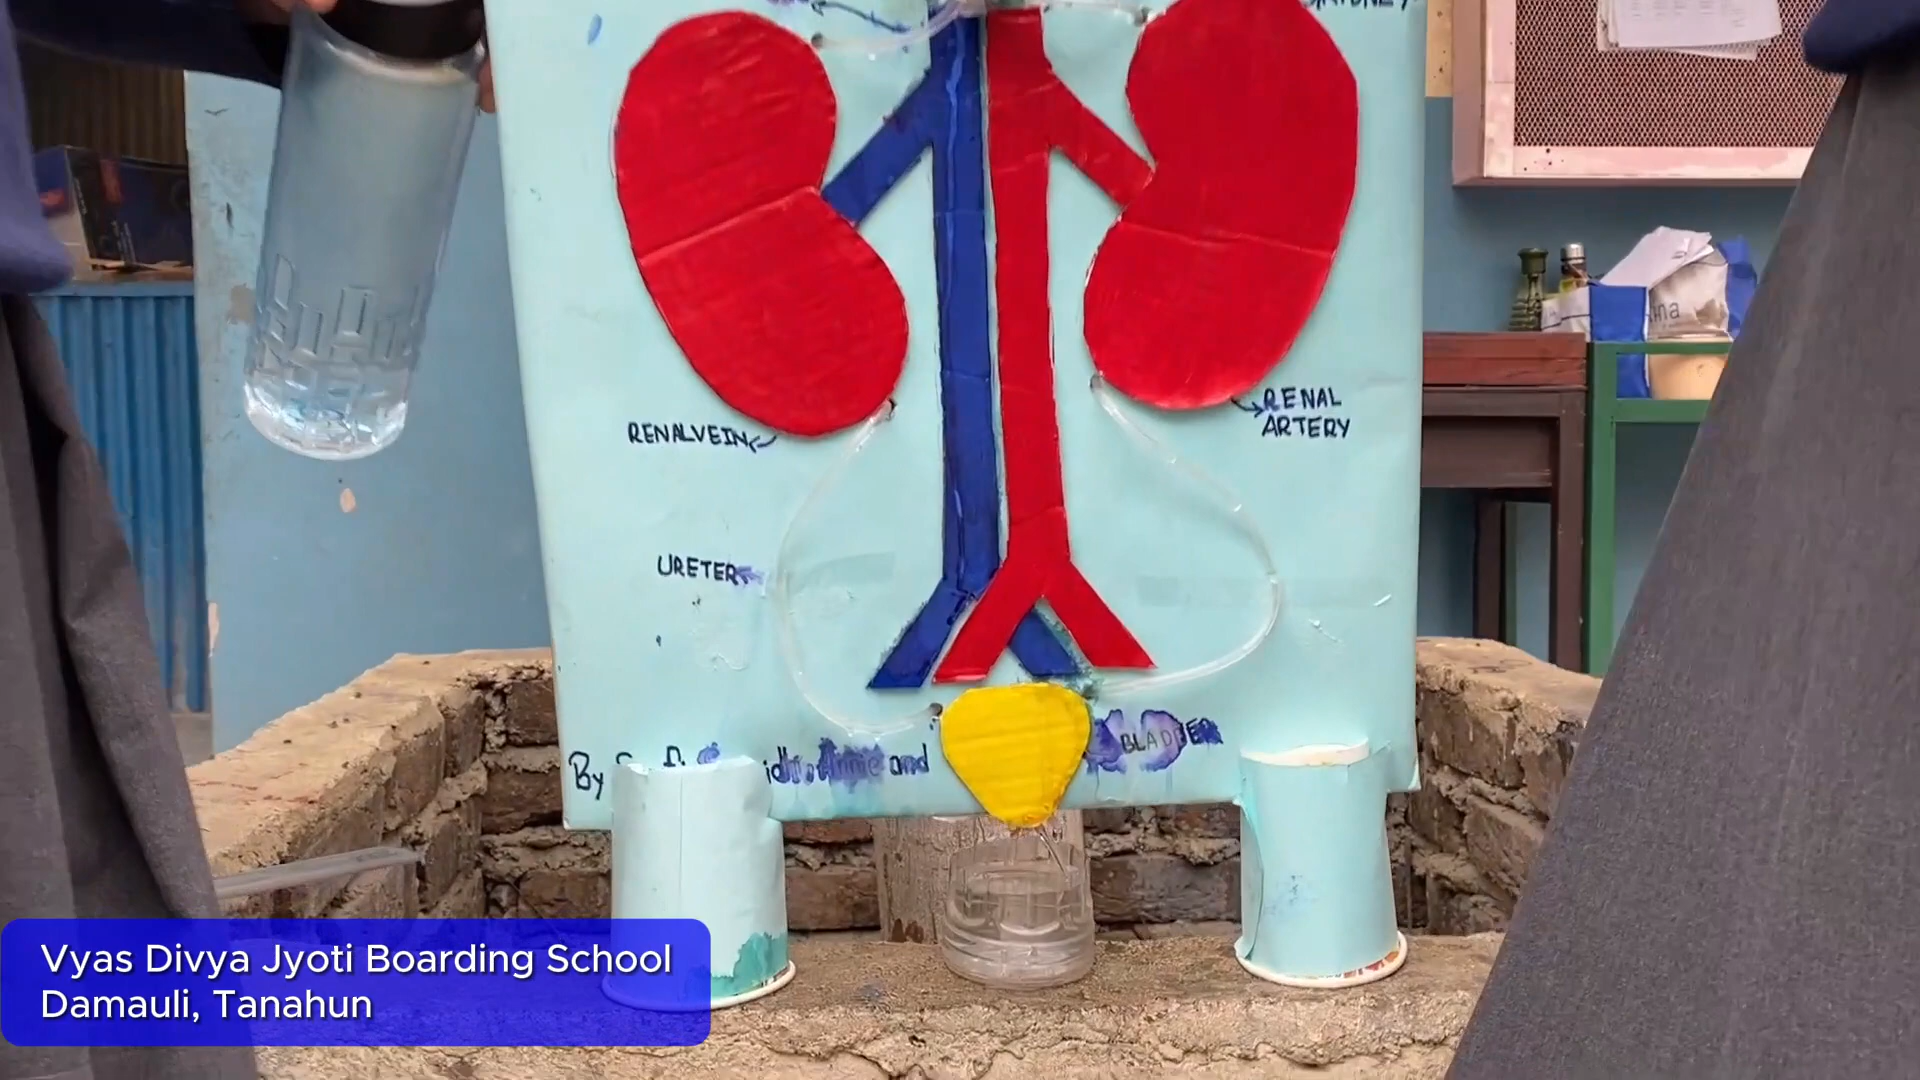 RENALVEIN
RENAL
ARTERY
URETER
By
and
BLADDER
Vyas Divya Jyoti Boarding School
Damauli, Tanahun